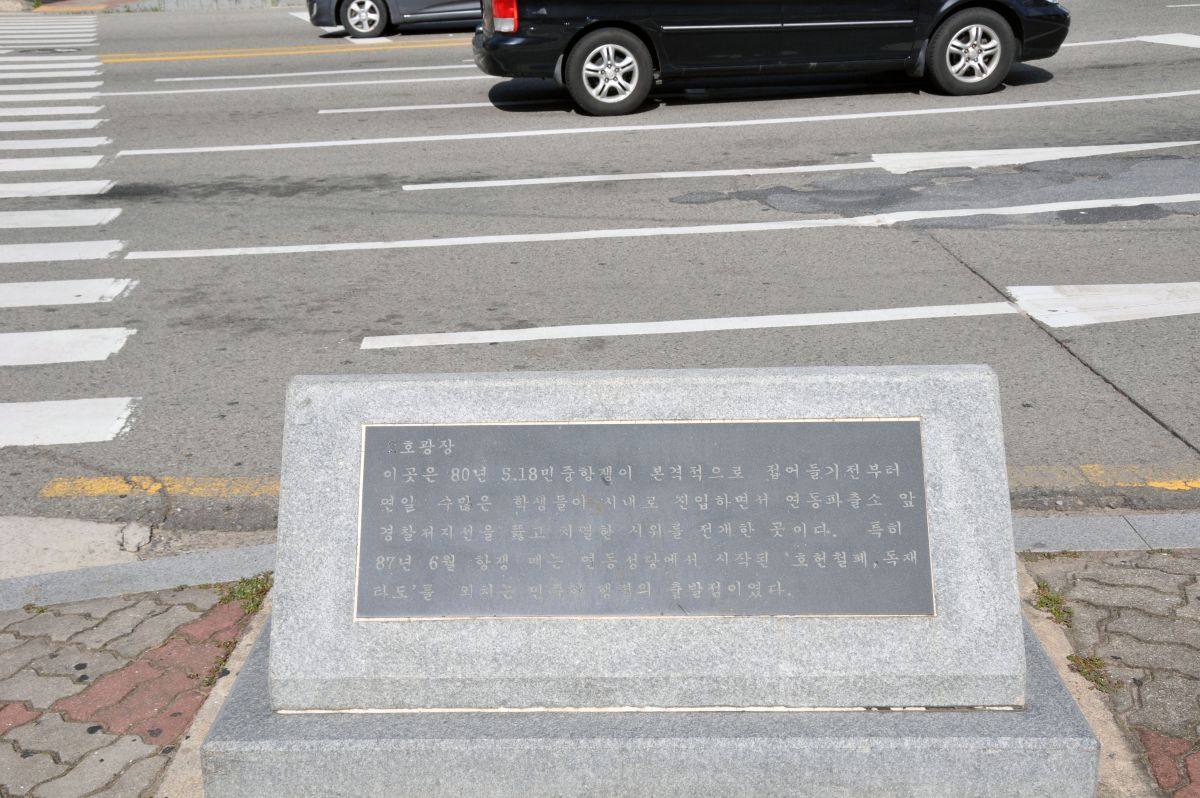 호광장
이곳은 80년 5.18민중항쟁이 본격적으로 접어들기전부터
연일 수많은 학생들이 시내로 진입하면서 연동파출소 앞
경찰저지선을 뚫고 치열한 시위를 전개한 곳이다. 특히
87년 6월 항쟁 때는 연동성당에서 시작된 '호헌철폐, 독재
타도'를 외치는 민중의 출발점이었다.